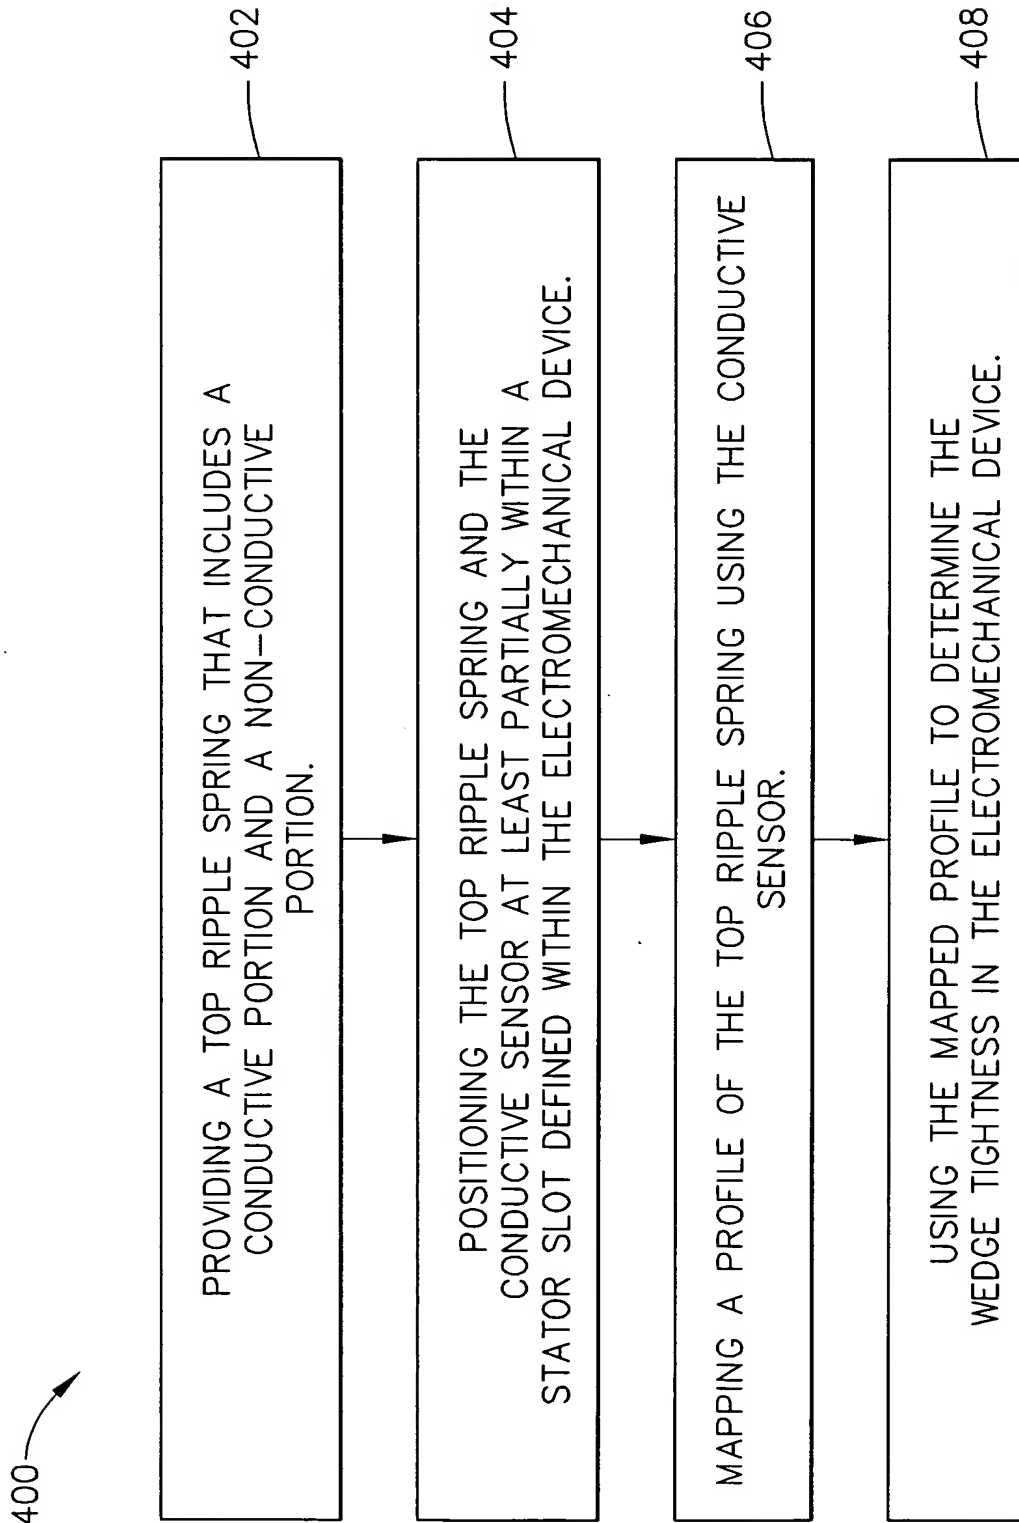 400
PROVIDING A TOP RIPPLE SPRING THAT INCLUDES A
CONDUCTIVE PORTION AND A NON-CONDUCTIVE
PORTION.
402
POSITIONING THE TOP RIPPLE SPRING AND THE
CONDUCTIVE SENSOR AT LEAST PARTIALLY WITHIN A
STATOR SLOT DEFINED WITHIN THE ELECTROMECHANICAL DEVICE.
404
MAPPING A PROFILE OF THE TOP RIPPLE SPRING USING THE CONDUCTIVE
SENSOR.
406
USING THE MAPPED PROFILE TO DETERMINE THE
WEDGE TIGHTNESS IN THE ELECTROMECHANICAL DEVICE.
408